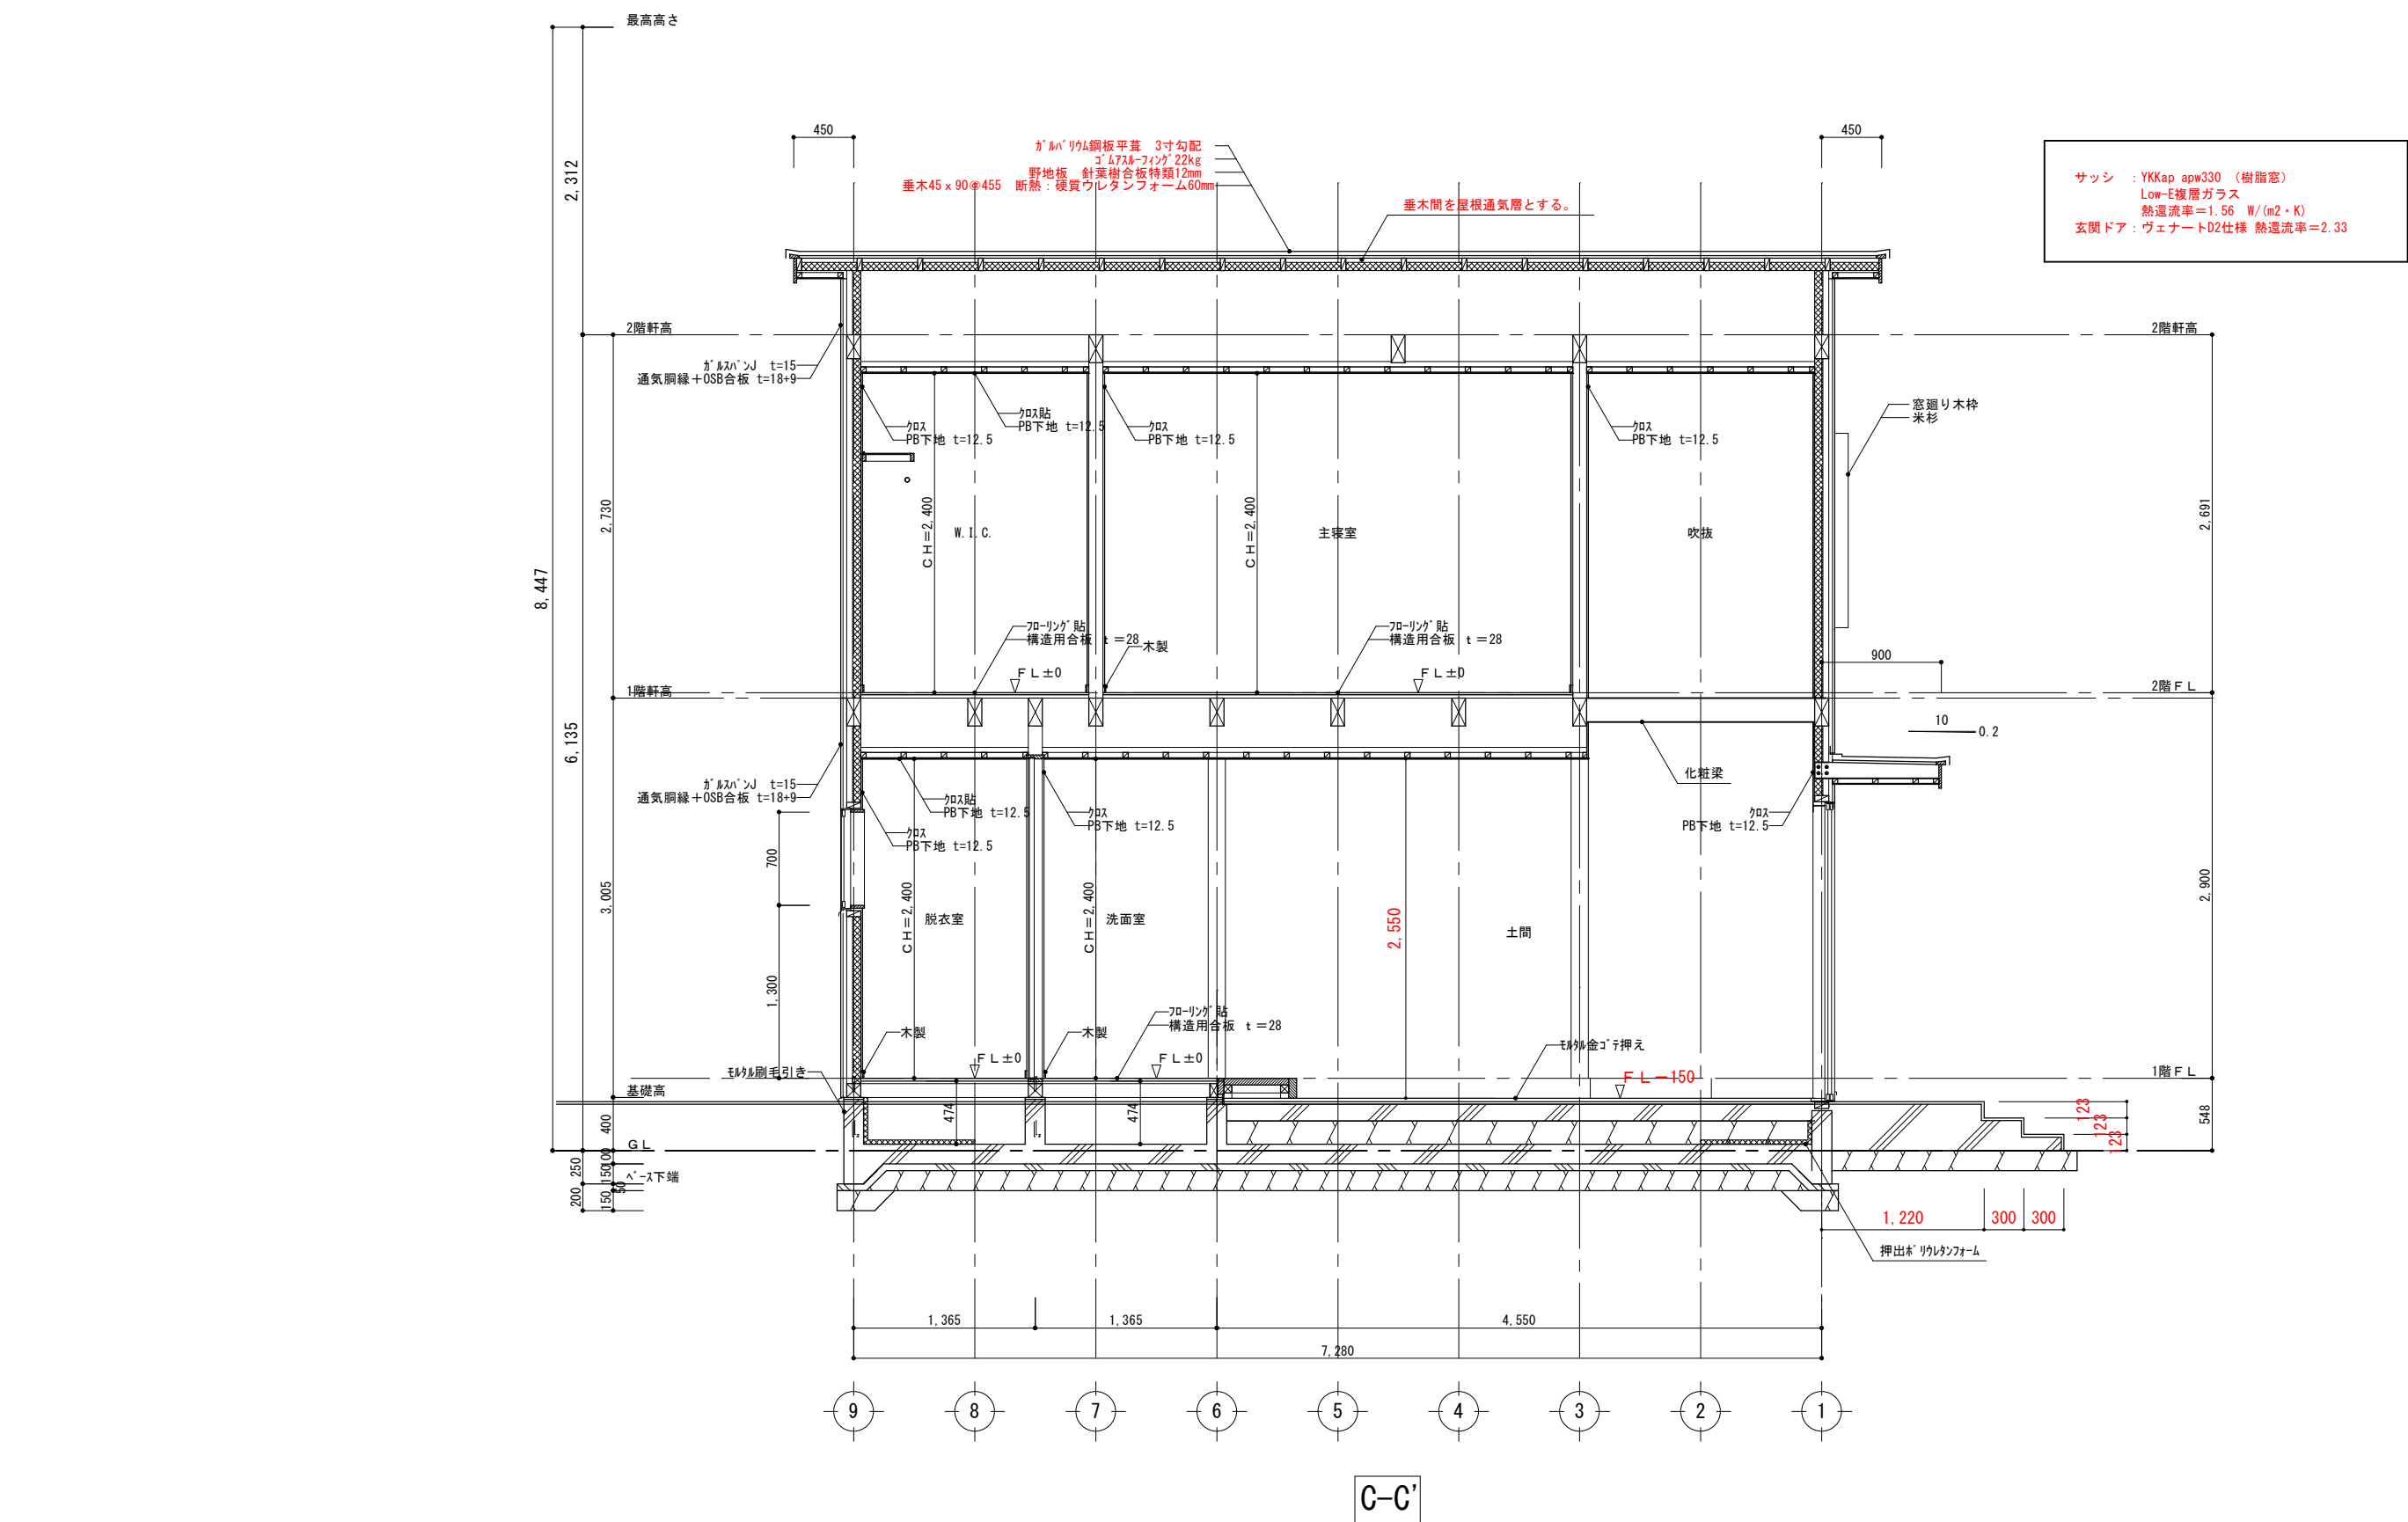 最高高さ
450
450
ｶﾞﾙﾊﾞﾘｳﾑ鋼板平葺　3寸勾配
ｺﾞﾑｱｽﾙｰﾌｨﾝｸﾞ22kg
野地板　針葉樹合板特類12mm
垂木45ｘ90@455　断熱：硬質ウレタンフォーム60mm
垂木間を屋根通気層とする。
サッシ　：YKKap apw330 （樹脂窓）
Low-E複層ガラス
熱還流率＝1.56　W/(m2・K)
玄関ドア：ヴェナートD2仕様 熱還流率＝2.33
2,312
2階軒高
2階軒高
ｶﾞﾙｽﾊﾟﾝJ　t=15
通気胴縁＋OSB合板 t=18+9
ｸﾛｽ
PB下地 t=12.5
ｸﾛｽ貼
PB下地 t=12.5
ｸﾛｽ
PB下地 t=12.5
ｸﾛｽ
PB下地 t=12.5
窓廻り木枠
米杉
2,730
ＣＨ＝2,400
W.I.C.
ＣＨ＝2,400
主寝室
吹抜
2,691
8,447
6,135
ﾌﾛｰﾘﾝｸﾞ貼
構造用合板 ｔ＝28
木製
ＦＬ±0
ﾌﾛｰﾘﾝｸﾞ貼
構造用合板 ｔ＝28
ＦＬ±0
900
1階軒高
2階ＦＬ
10
0.2
化粧梁
ｶﾞﾙｽﾊﾟﾝJ　t=15
通気胴縁＋OSB合板 t=18+9
ｸﾛｽ貼
PB下地 t=12.5
ｸﾛｽ
PB下地 t=12.5
ｸﾛｽ
PB下地 t=12.5
ｸﾛｽ
PB下地 t=12.5
700
3,005
1,300
ＣＨ＝2,400
脱衣室
ＣＨ＝2,400
洗面室
2,550
土間
2,900
木製
木製
ﾌﾛｰﾘﾝｸﾞ貼
構造用合板 ｔ＝28
ＦＬ±0
ＦＬ±0
ﾓﾙﾀﾙ金ｺﾞﾃ押え
ＦＬ－150
ﾓﾙﾀﾙ刷毛引き
1階ＦＬ
基礎高
474
474
400
123
123
123
548
ＧＬ
100
250
150
ﾍﾞｰｽ下端
50
200
150
1,220
300
300
押出ﾎﾟﾘｳﾚﾀﾝﾌｫｰﾑ
1,365
1,365
4,550
7,280
9
8
7
6
5
4
3
2
1
C-C'